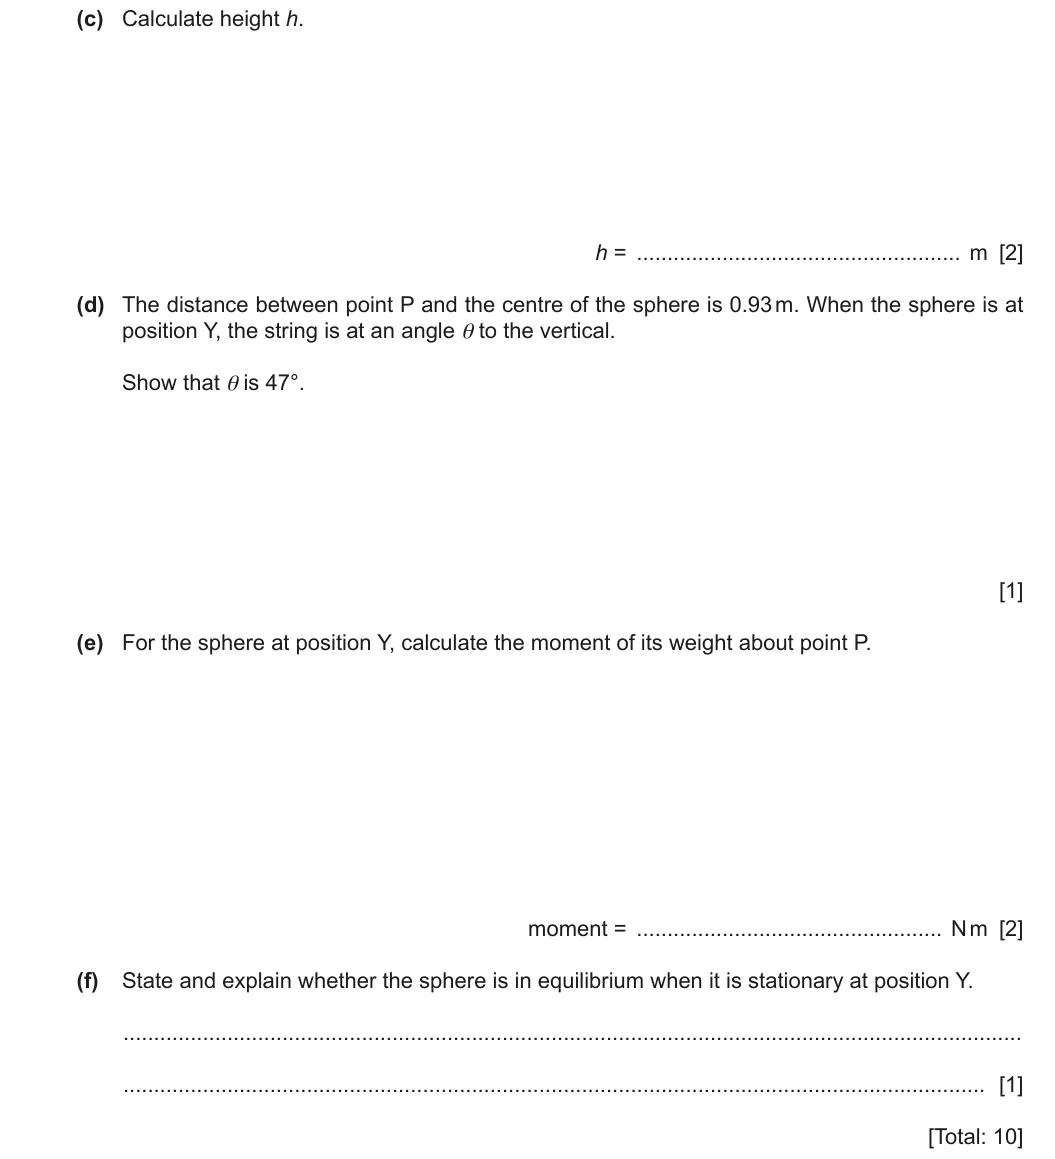 (c) Calculate height h.
h = ...................................................... m [2]
(d) The distance between point P and the centre of the sphere is 0.93 m. When the sphere is at
position Y, the string is at an angle θ to the vertical.
Show that θ is 47°.
[1]
(e) For the sphere at position Y, calculate the moment of its weight about point P.
moment = ................................................... N m [2]
(f) State and explain whether the sphere is in equilibrium when it is stationary at position Y.
...................................................................................................................................................
............................................................................................................................................. [1]
[Total: 10]